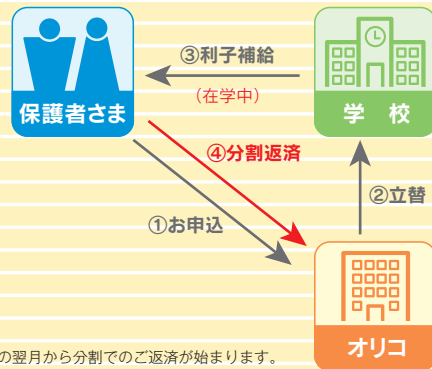 ③利子補給
(在学中)
保護者さま
学 校
④分割返済
②立替
①お申込
の翌月から分割でのご返済が始まります。
オリコ